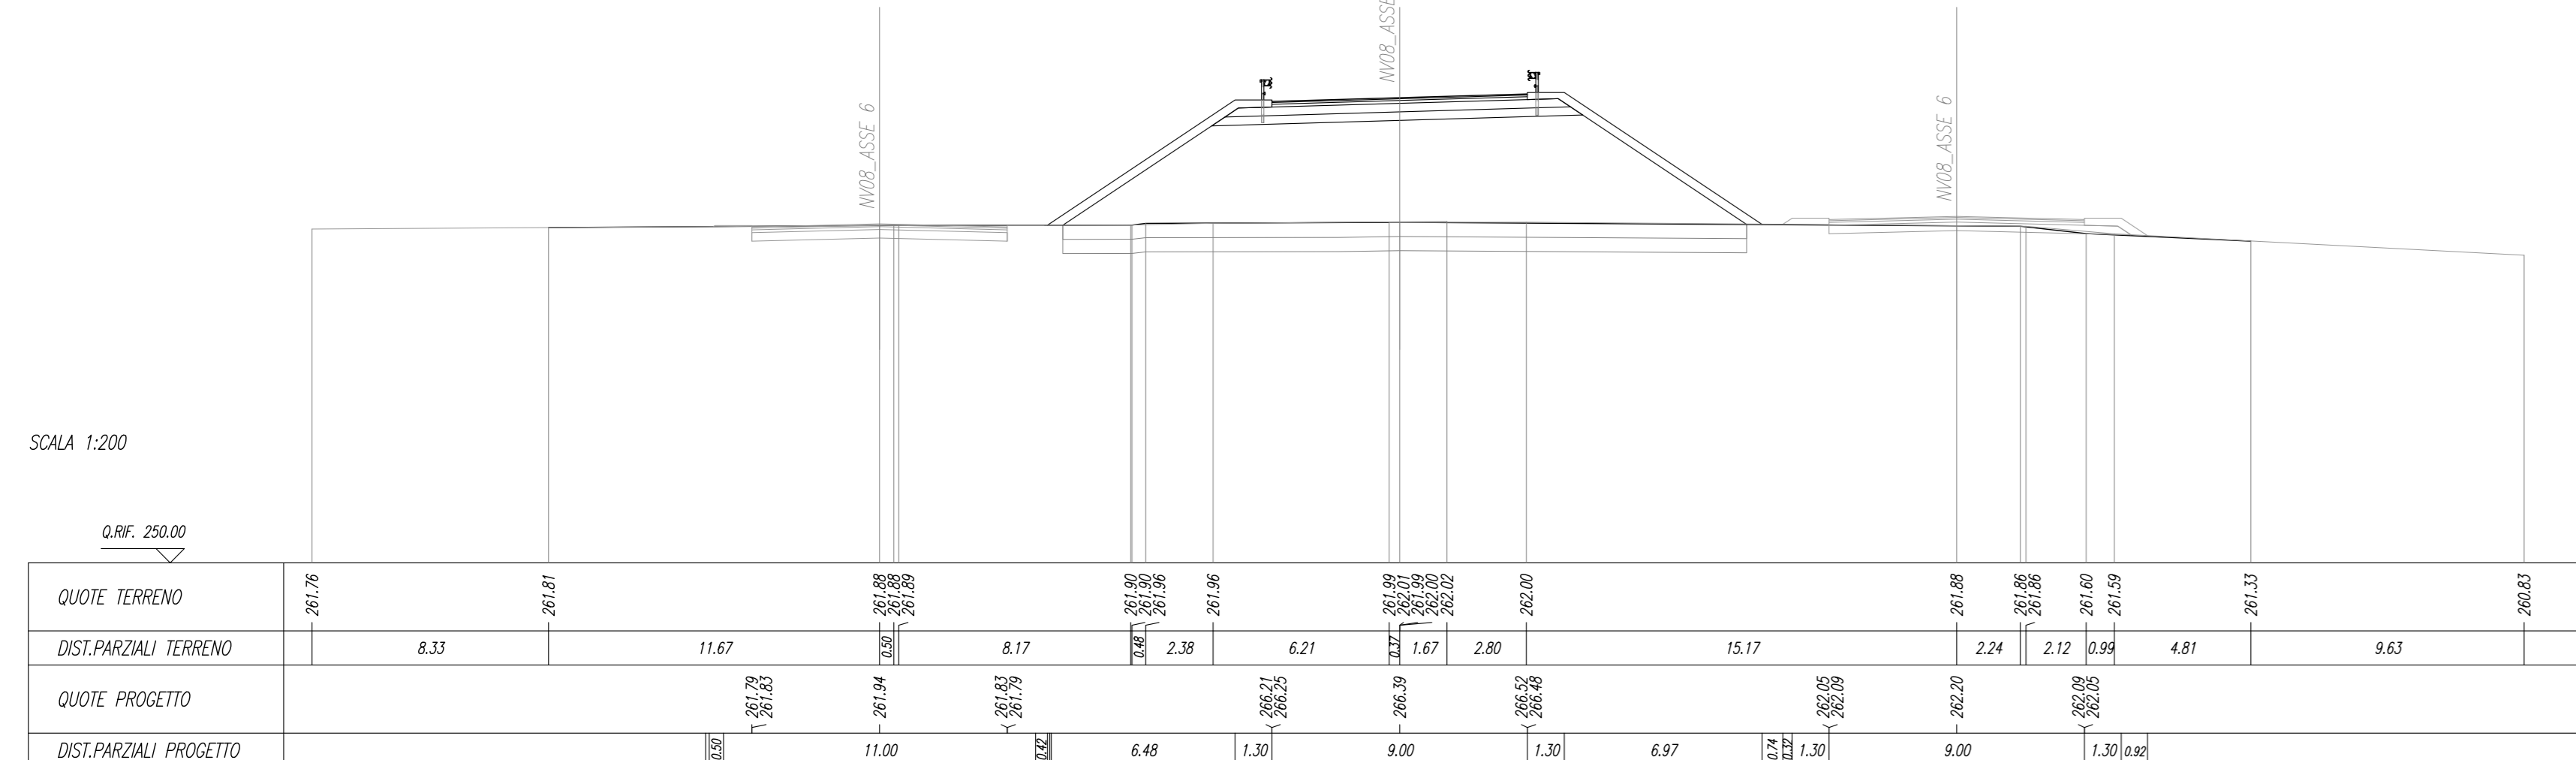 NV08_ASSE
NV08_ASSE 6
NV08_ASSE 6
SCALA 1:200
Q.RIF. 250.00
QUOTE TERRENO 261.76 261.81 261.88 261.88 261.89 261.90 261.90 261.96 261.96 261.99 262.01 261.99 262.00 262.02 262.00 261.88 261.86 261.86 261.60 261.59 261.33 260.83
DIST.PARZIALI TERRENO 8.33 11.67 0.50 8.17 0.48 2.38 6.21 0.37 1.67 2.80 15.17 2.24 2.12 0.99 4.81 9.63
QUOTE PROGETTO 261.79 261.83 261.94 261.83 261.79 266.21 266.25 266.39 266.52 266.48 262.05 262.09 262.20 262.09 262.05
DIST.PARZIALI PROGETTO 0.50 11.00 0.42 6.48 1.30 9.00 1.30 6.97 0.74 0.32 1.30 9.00 1.30 0.92